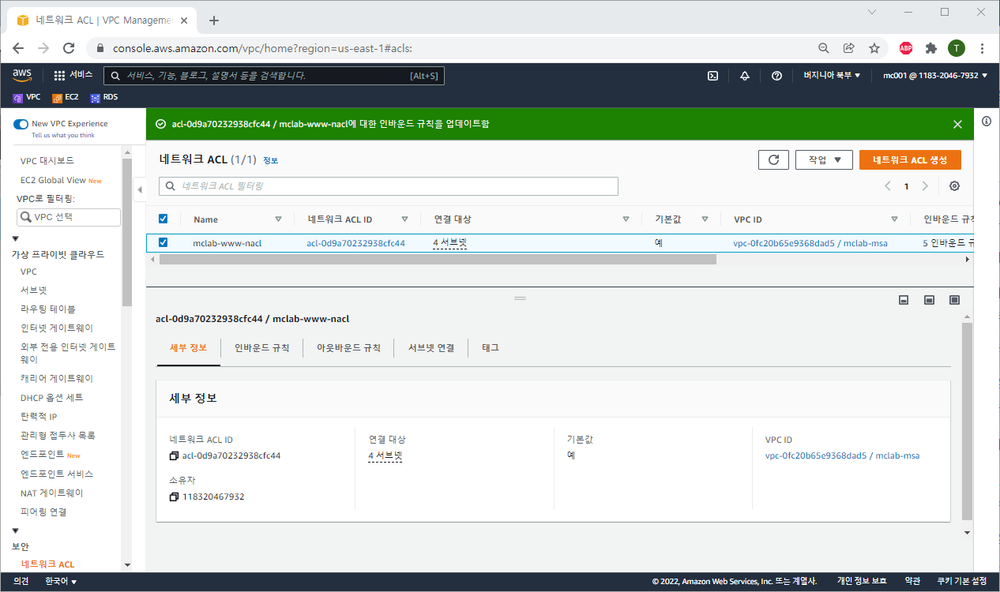 네트워크 ACL | VPC Manageme
console.aws.amazon.com/vpc/home?region=us-east-1#acls:
ABP
T
aws
서비스
서비스, 기능, 블로그, 설명서 등을 검색합니다.
[Alt+S]
버지니아 북부
mc001 @ 1183-2046-7932
VPC
EC2
RDS
New VPC Experience
Tell us what you think
VPC 대시보드
EC2 Global View New
VPC로 필터링:
VPC 선택
가상 프라이빗 클라우드
VPC
서브넷
라우팅 테이블
인터넷 게이트웨이
외부 전용 인터넷 게이트
웨이
캐리어 게이트웨이
DHCP 옵션 세트
탄력적 IP
관리형 접두사 목록
엔드포인트 New
엔드포인트 서비스
NAT 게이트웨이
피어링 연결
보안
네트워크 ACL
acl-0d9a70232938cfc44 / mclab-www-nacl에 대한 인바운드 규칙을 업데이트함
네트워크 ACL (1/1) 정보
작업
네트워크 ACL 생성
네트워크 ACL 필터링
1
Name
네트워크 ACL ID
연결 대상
기본값
VPC ID
인바운드 규칙
mclab-www-nacl
acl-0d9a70232938cfc44
4 서브넷
예
vpc-0fc20b65e9368dad5 / mclab-msa
5 인바운드 규
acl-0d9a70232938cfc44 / mclab-www-nacl
세부 정보
인바운드 규칙
아웃바운드 규칙
서브넷 연결
태그
세부 정보
네트워크 ACL ID
acl-0d9a70232938cfc44
연결 대상
4 서브넷
기본값
예
VPC ID
vpc-0fc20b65e9368dad5 / mclab-msa
소유자
118320467932
의견
한국어
© 2022, Amazon Web Services, Inc. 또는 계열사.
개인 정보 보호
약관
쿠키 기본 설정